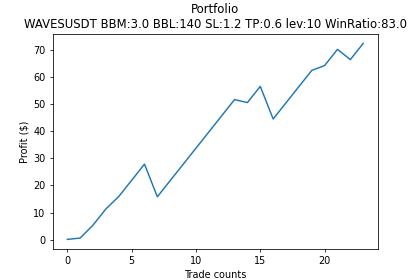 Portfolio
WAVESUSDT BBM:3.0 BBL:140 SL:1.2 TP:0.6 lev:10 WinRatio:83.0
Profit ($)
70
60
50
40
30
20
10
0
0 5 10 15 20
Trade counts